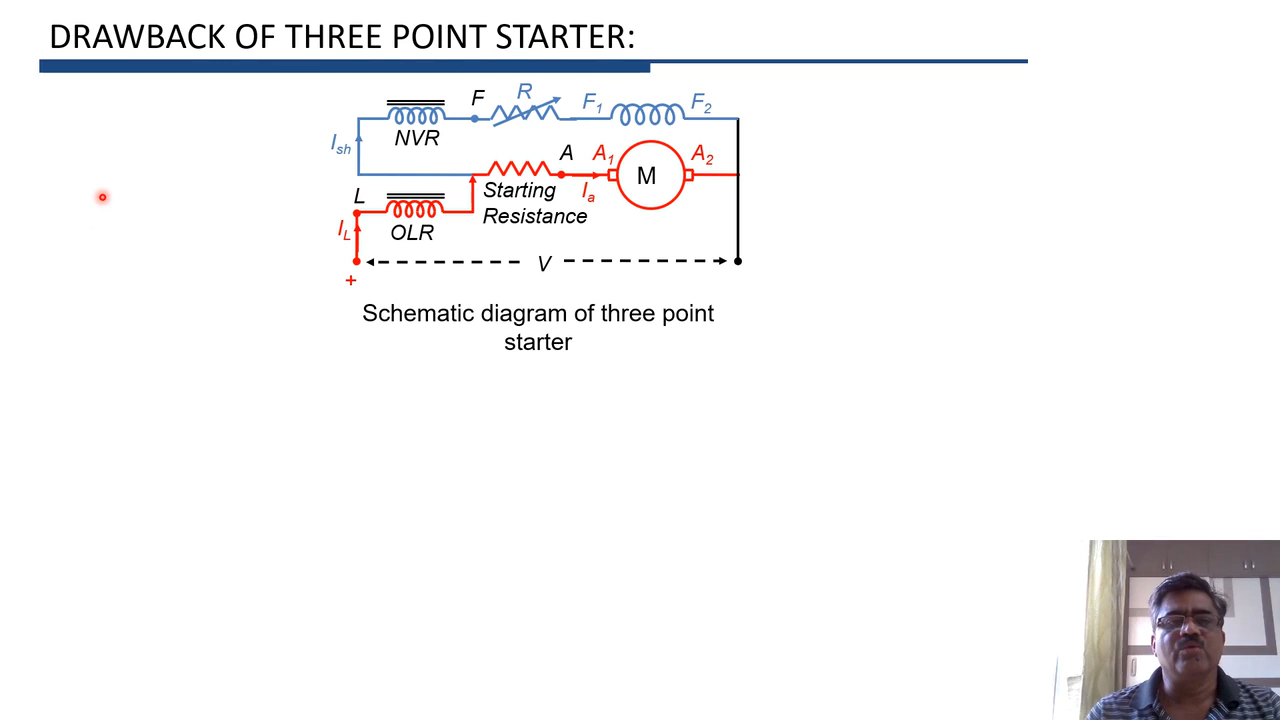 DRAWBACK OF THREE POINT STARTER:
F R F1 F2
NVR
Ish
A A1 A2
M
L Starting Ia
Resistance
IL OLR
V
+
Schematic diagram of three point
starter